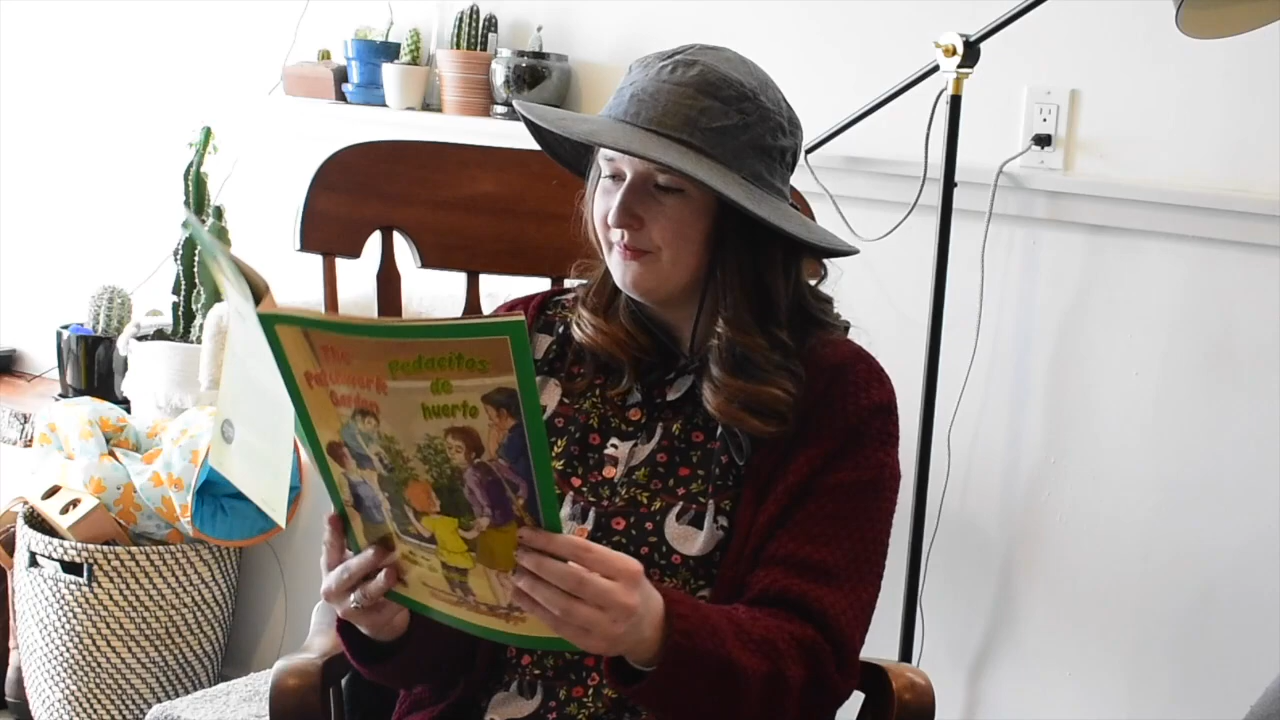 The
Patchwork
Garden
Pedacitos
de
huerto